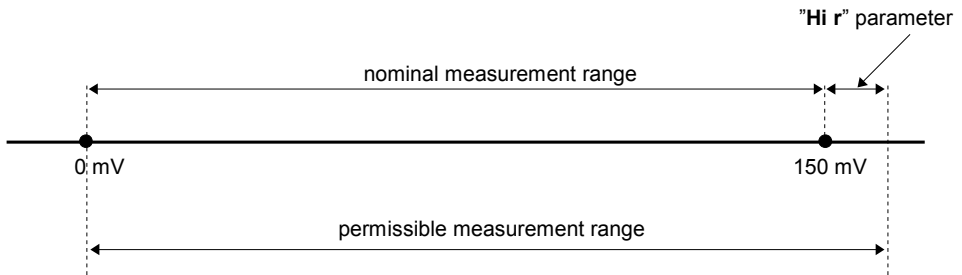 ”Hi r” parameter
nominal measurement range
0 mV
150 mV
permissible measurement range